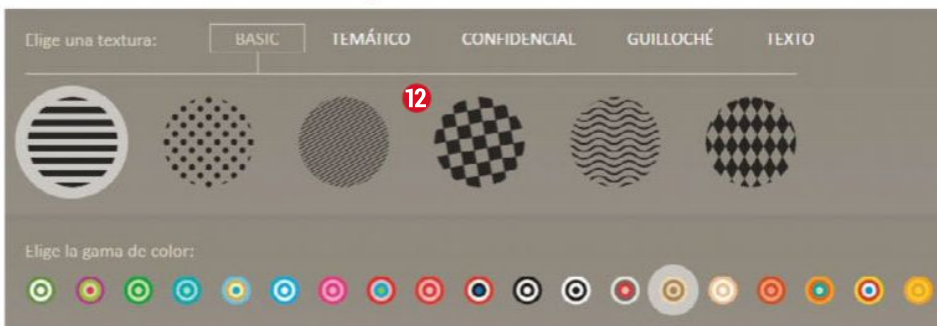 Elige una textura: BASIC TEMÁTICO CONFIDENCIAL GUILLOCHÉ TEXTO
12
Elige la gama de color: